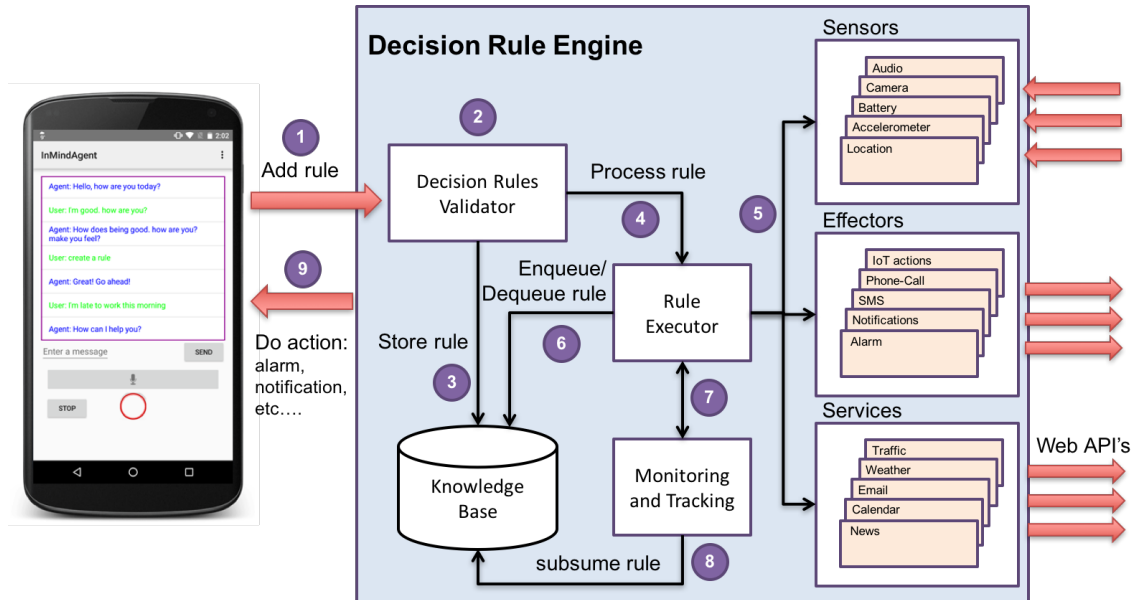 Decision Rule Engine
2:02
InMindAgent
Agent: Hello, how are you today?
User: I'm good. how are you?
Agent: How does being good. how are you?
make you feel?
User: create a rule
Agent: Great! Go ahead!
User: I'm late to work this morning
Agent: How can I help you?
Enter a message
SEND
STOP
1
Add rule
9
Do action:
alarm,
notification,
etc....
2
Decision Rules
Validator
Process rule
4
Enqueue/
Dequeue rule
6
Store rule
3
Rule
Executor
5
7
Knowledge
Base
Monitoring
and Tracking
subsume rule
8
Sensors
Audio
Camera
Battery
Accelerometer
Location
Effectors
IoT actions
Phone-Call
SMS
Notifications
Alarm
Services
Traffic
Weather
Email
Calendar
News
Web API's